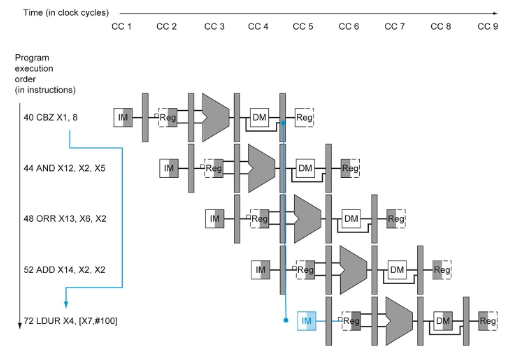 Time (in clock cycles)
CC 1 CC 2 CC 3 CC 4 CC 5 CC 6 CC 7 CC 8 CC 9
Program
execution
order
(in instructions)
40 CBZ X1, 8
IM Reg DM Reg
44 AND X12, X2, X5
IM Reg DM Reg
48 ORR X13, X6, X2
IM Reg DM Reg
52 ADD X14, X2, X2
IM Reg DM Reg
72 LDUR X4, [X7,#100]
IM Reg DM Reg